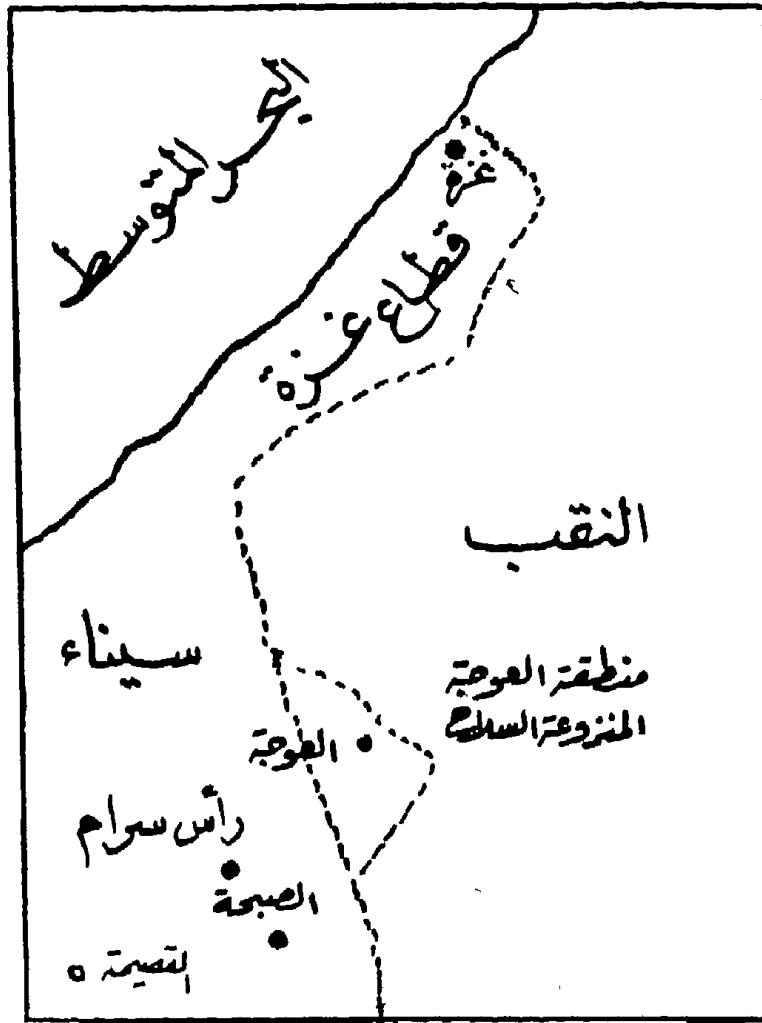 البحر المتوسط
غزة
قطاع غزة
النقب
سيناء
منطقة العوجة
المنزوعة السلاح
العوجة
رأس سرام
الصبحة
القصيمة